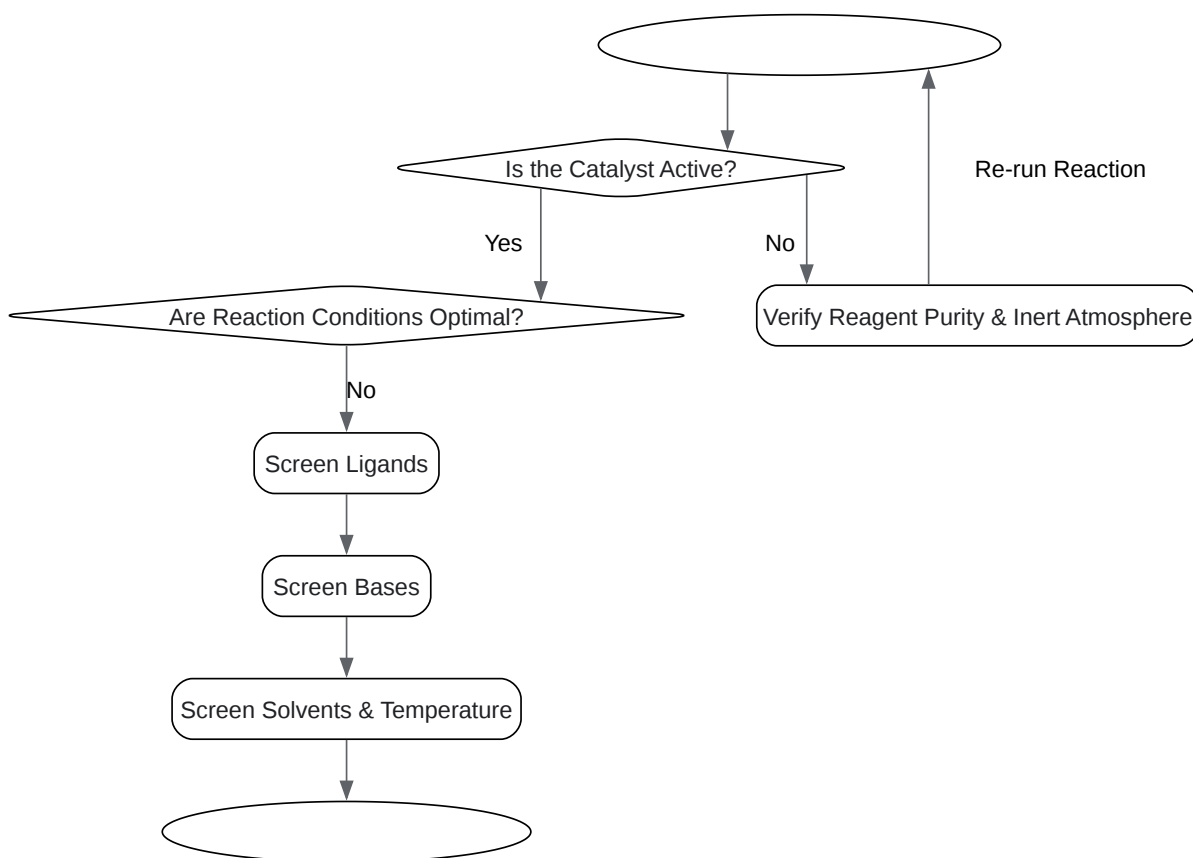 Is the Catalyst Active?
Re-run Reaction
Yes
No
Are Reaction Conditions Optimal?
Verify Reagent Purity & Inert Atmosphere
No
Screen Ligands
Screen Bases
Screen Solvents & Temperature